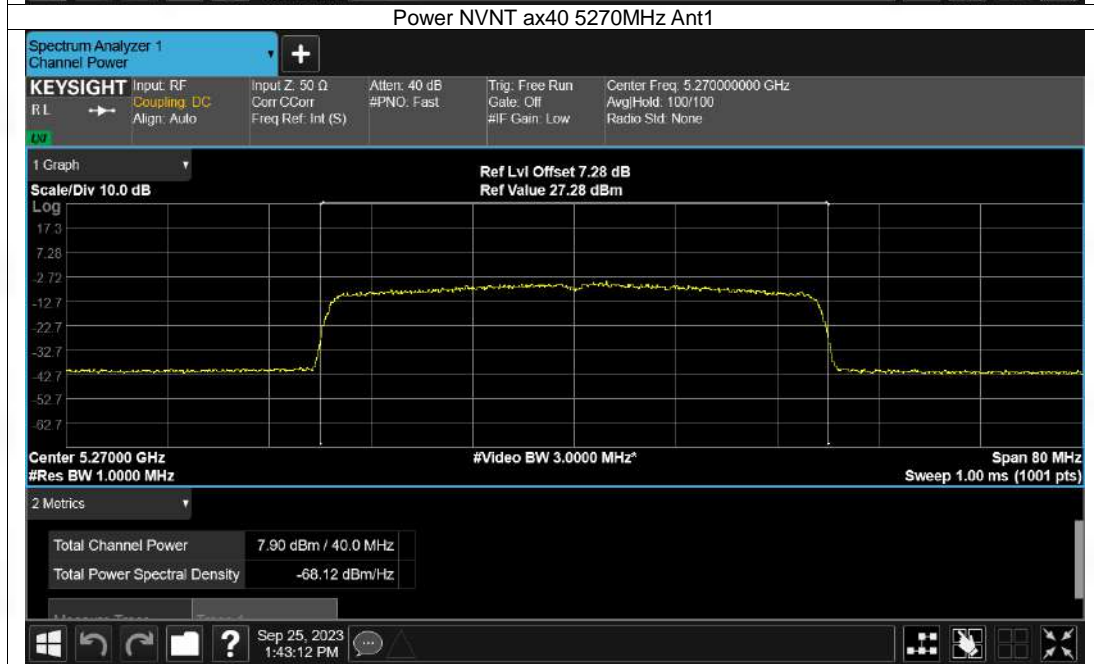 Power NVNT ax40 5270MHz Ant1
Spectrum Analyzer 1
Channel Power
+
KEYSIGHT
RL
LXI
Input: RF
Coupling: DC
Align: Auto
Input Z: 50 Ω
Corr CCorr
Freq Ref: Int (S)
Atten: 40 dB
#PNO: Fast
Trig: Free Run
Gate: Off
#IF Gain: Low
Center Freq: 5.270000000 GHz
Avg|Hold: 100/100
Radio Std: None
1 Graph
Scale/Div 10.0 dB
Ref Lvl Offset 7.28 dB
Ref Value 27.28 dBm
Log
17.3
7.28
-2.72
-12.7
-22.7
-32.7
-42.7
-52.7
-62.7
Center 5.27000 GHz
#Video BW 3.0000 MHz*
Span 80 MHz
#Res BW 1.0000 MHz
Sweep 1.00 ms (1001 pts)
2 Metrics
Total Channel Power 7.90 dBm / 40.0 MHz
Total Power Spectral Density -68.12 dBm/Hz
?
Sep 25, 2023
1:43:12 PM